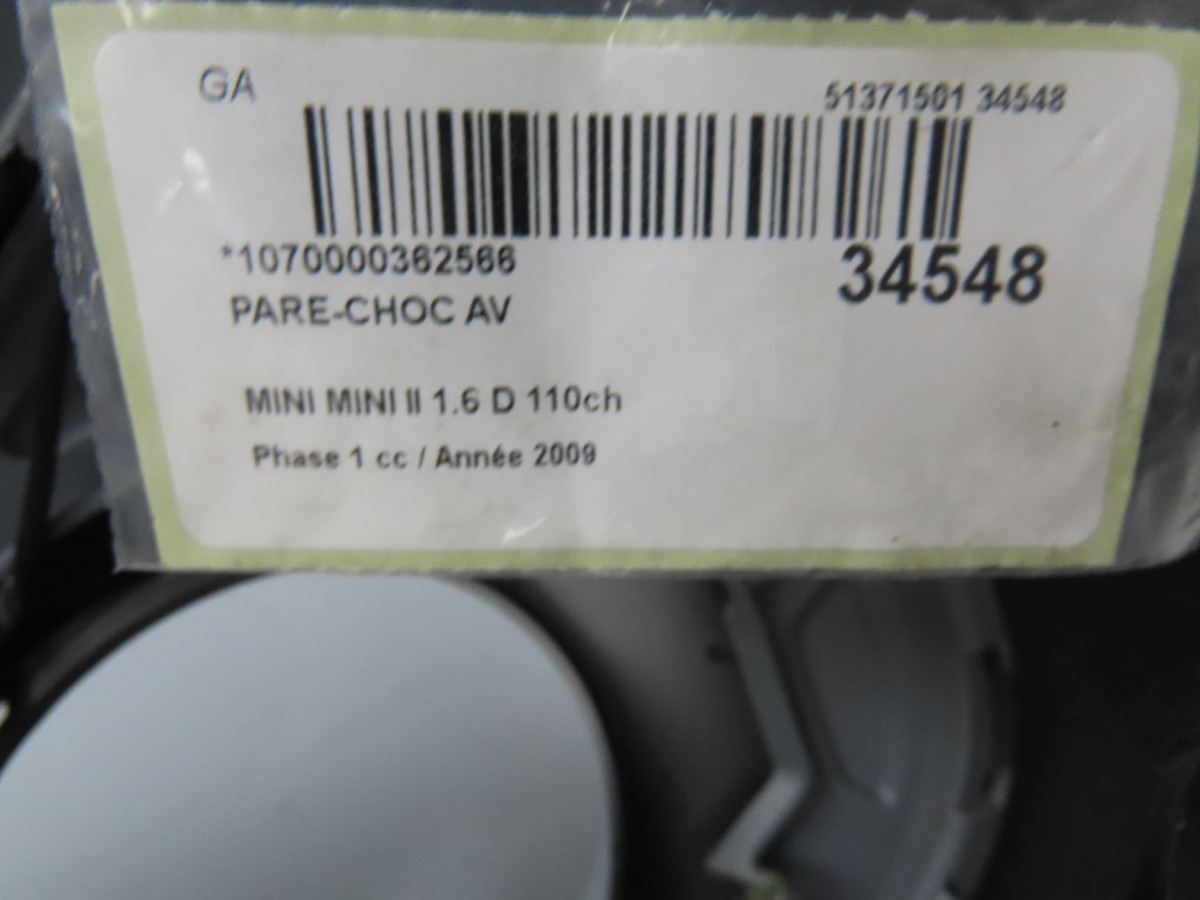 GA
51371501 34548
*1070000362566
34548
PARE-CHOC AV
MINI MINI II 1.6 D 110ch
Phase 1 cc / Année 2009